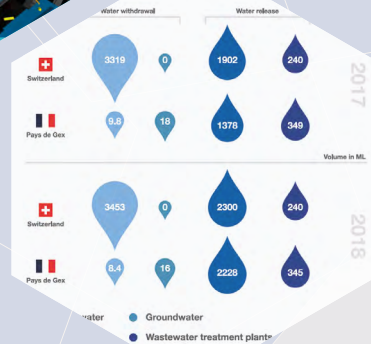 Water withdrawal Water release
3319 0 1902 240
Switzerland
2017
9.8 18 1378 349
Pays de Gex
Volume in ML
3453 0 2300 240
Switzerland
2018
8.4 16 2228 345
Pays de Gex
water Groundwater
Wastewater treatment plants